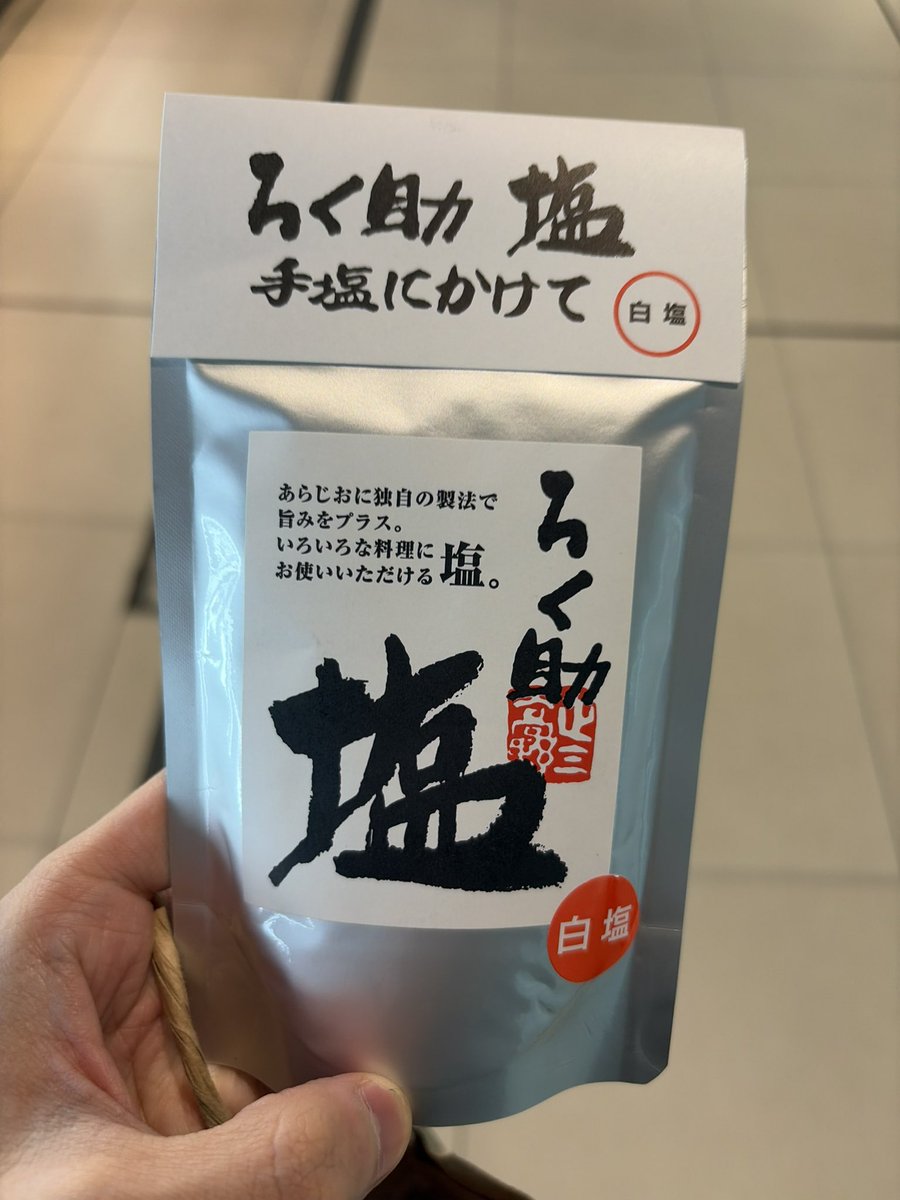 ろく助 塩
手塩にかけて
白塩
あらじおに独自の製法で
旨みをプラス。
いろいろな料理に
お使いいただける塩。
ろく助
塩
白塩